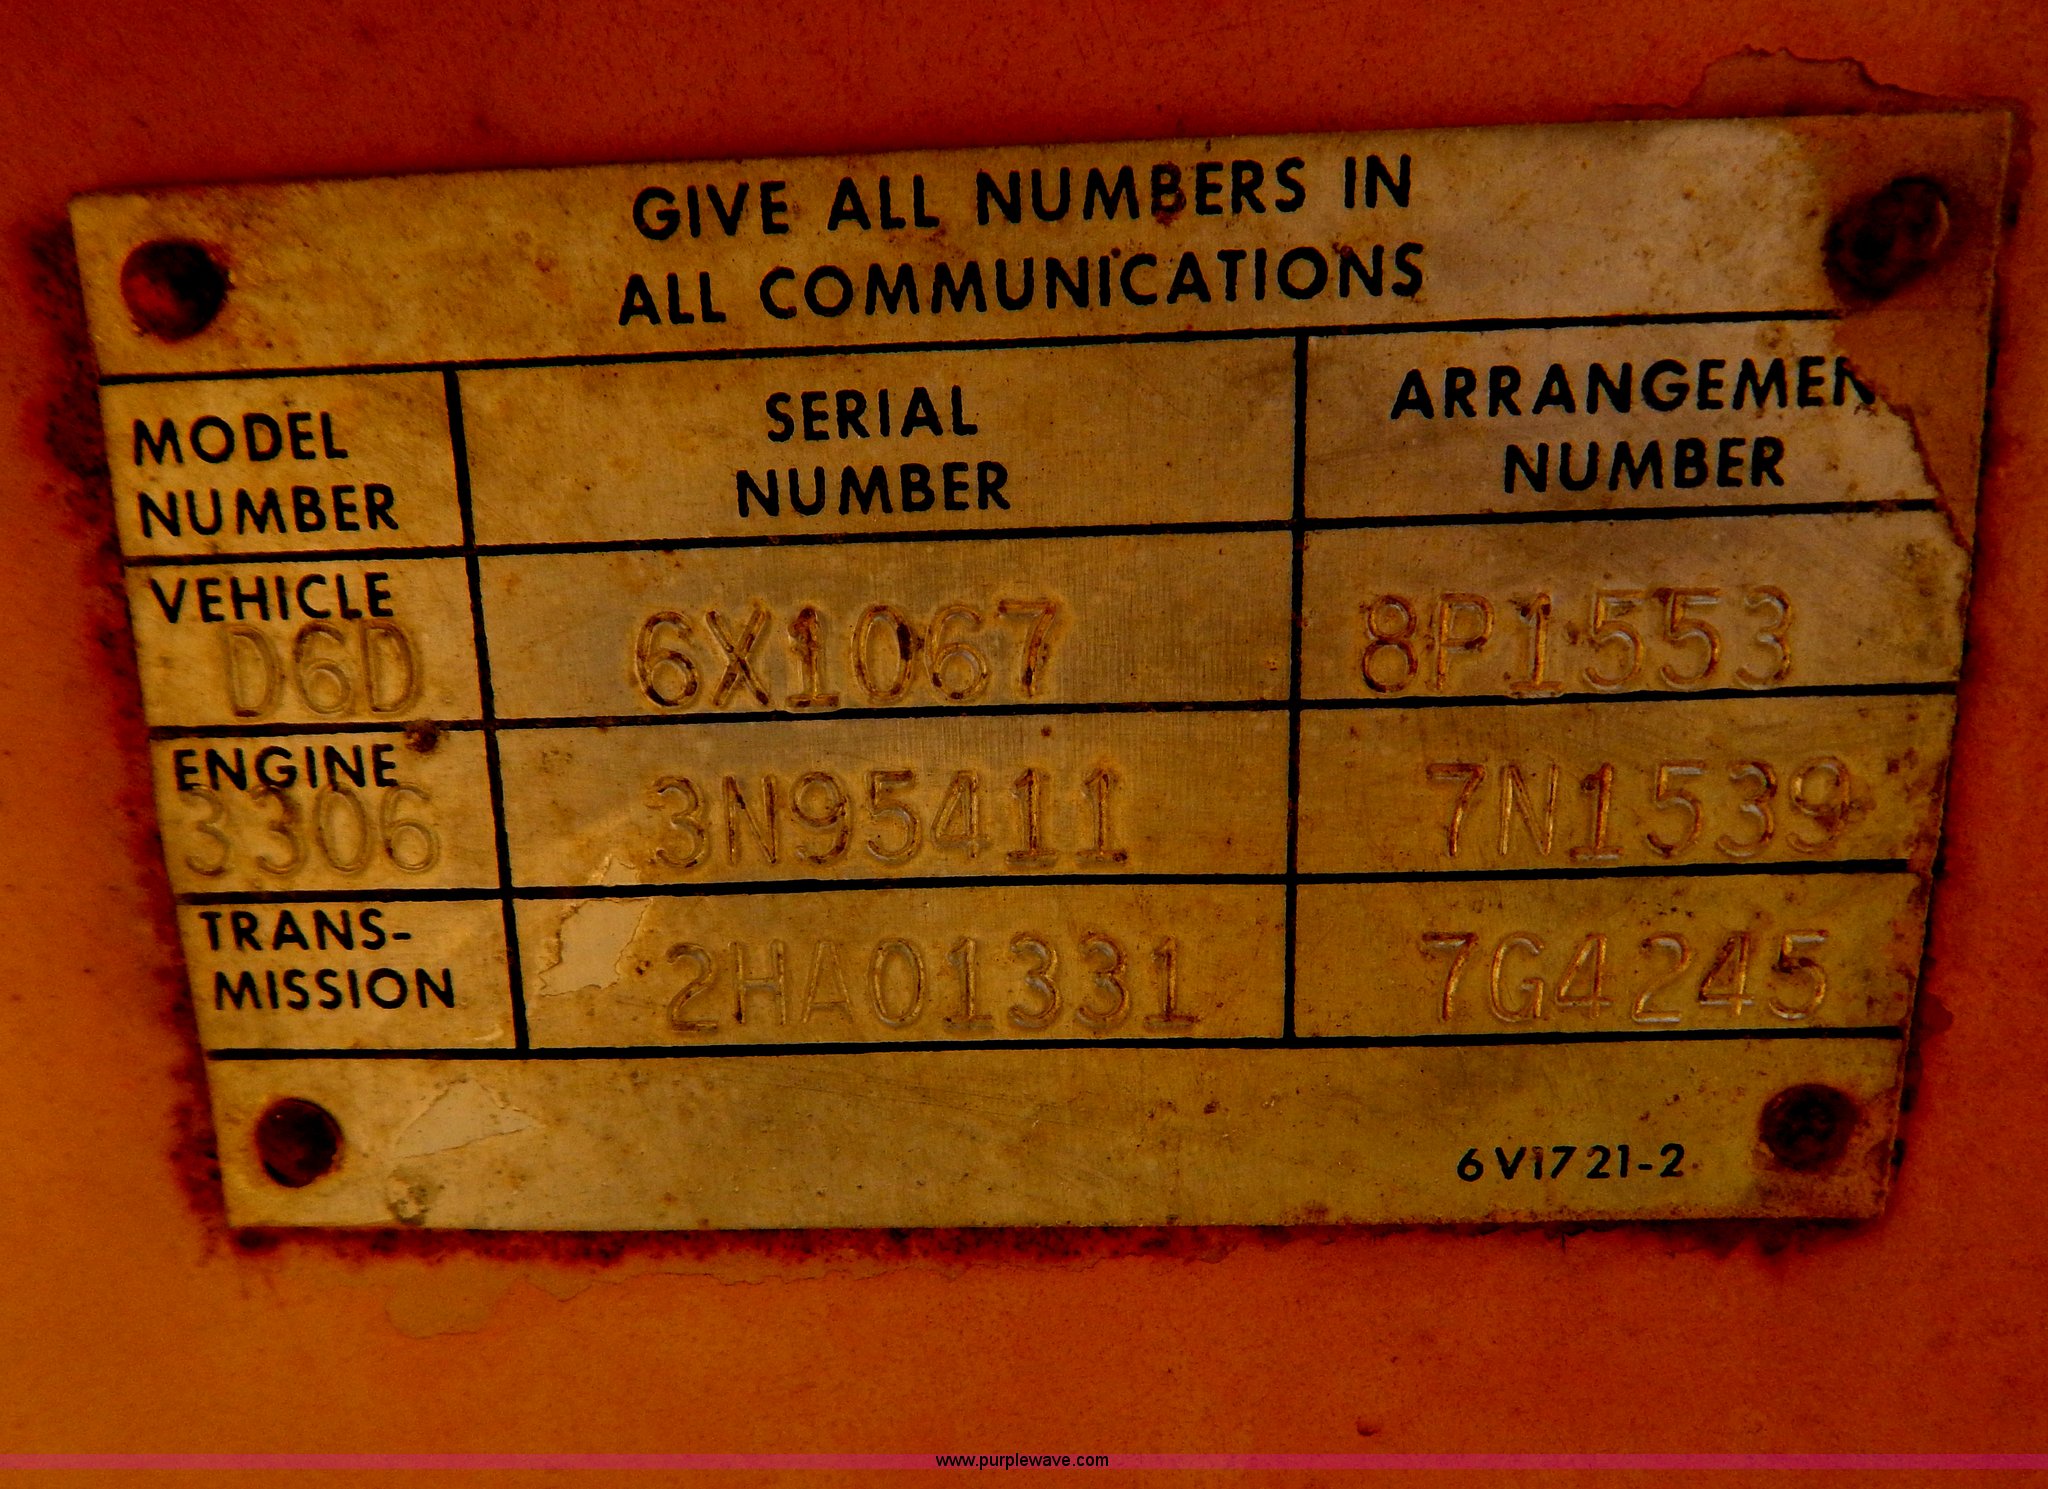 GIVE ALL NUMBERS IN
ALL COMMUNICATIONS
MODEL
NUMBER
SERIAL
NUMBER
ARRANGEMEN
NUMBER
VEHICLE
D6D
6X1067
8P1553
ENGINE
3306
3N95411
7N1539
TRANS-
MISSION
2HA01331
7G4245
6V1721-2
www.purplewave.com